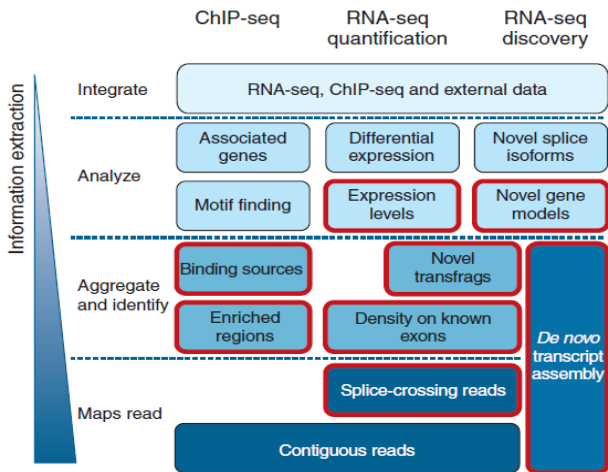 ChIP-seq
RNA-seq
quantification
RNA-seq
discovery
Information extraction
Integrate
RNA-seq, ChIP-seq and external data
Analyze
Associated
genes
Differential
expression
Novel splice
isoforms
Motif finding
Expression
levels
Novel gene
models
Aggregate
and identify
Binding sources
Novel
transfrags
Enriched
regions
Density on known
exons
De novo
transcript
assembly
Maps read
Splice-crossing reads
Contiguous reads